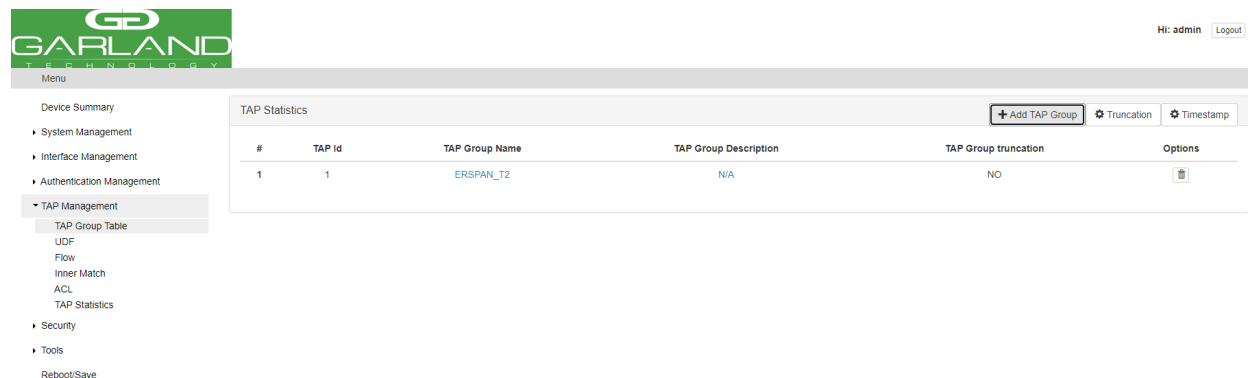 GARLAND
TECHNOLOGY
Hi: admin Logout
Menu
Device Summary
System Management
Interface Management
Authentication Management
TAP Management
TAP Group Table
UDF
Flow
Inner Match
ACL
TAP Statistics
Security
Tools
Reboot/Save
TAP Statistics
Add TAP Group Truncation Timestamp
# TAP Id TAP Group Name TAP Group Description TAP Group truncation Options
1 1 ERSPAN_T2 N/A NO